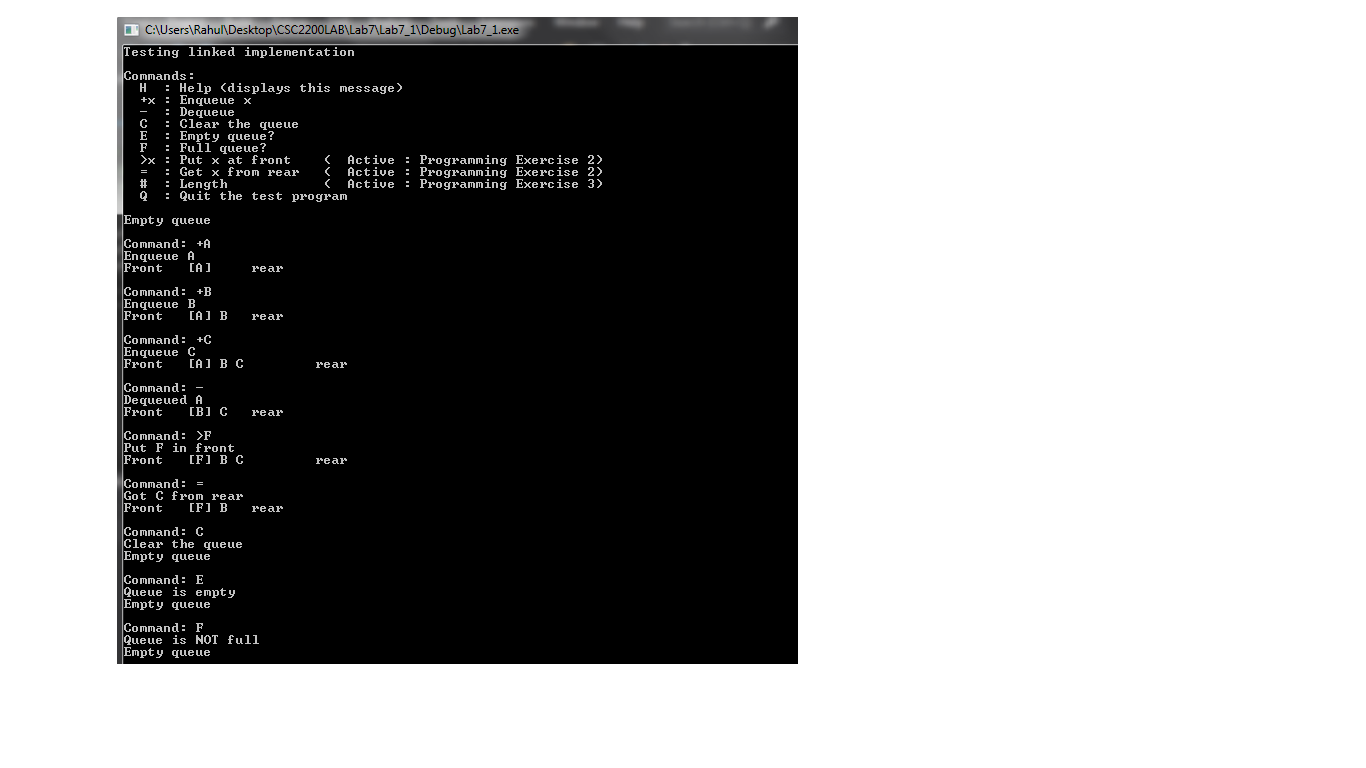 C:\Users\Rahul\Desktop\CSC2200LAB\Lab7\Lab7_1\Debug\Lab7_1.exe
Testing linked implementation
Commands:
H : Help (displays this message)
+x : Enqueue x
- : Dequeue
C : Clear the queue
E : Empty queue?
F : Full queue?
>x : Put x at front ( Active : Programming Exercise 2)
= : Get x from rear ( Active : Programming Exercise 2)
# : Length ( Active : Programming Exercise 3)
Q : Quit the test program
Empty queue
Command: +A
Enqueue A
Front [A] rear
Command: +B
Enqueue B
Front [A] B rear
Command: +C
Enqueue C
Front [A] B C rear
Command: -
Dequeued A
Front [B] C rear
Command: >F
Put F in front
Front [F] B C rear
Command: =
Got C from rear
Front [F] B rear
Command: C
Clear the queue
Empty queue
Command: E
Queue is empty
Empty queue
Command: F
Queue is NOT full
Empty queue